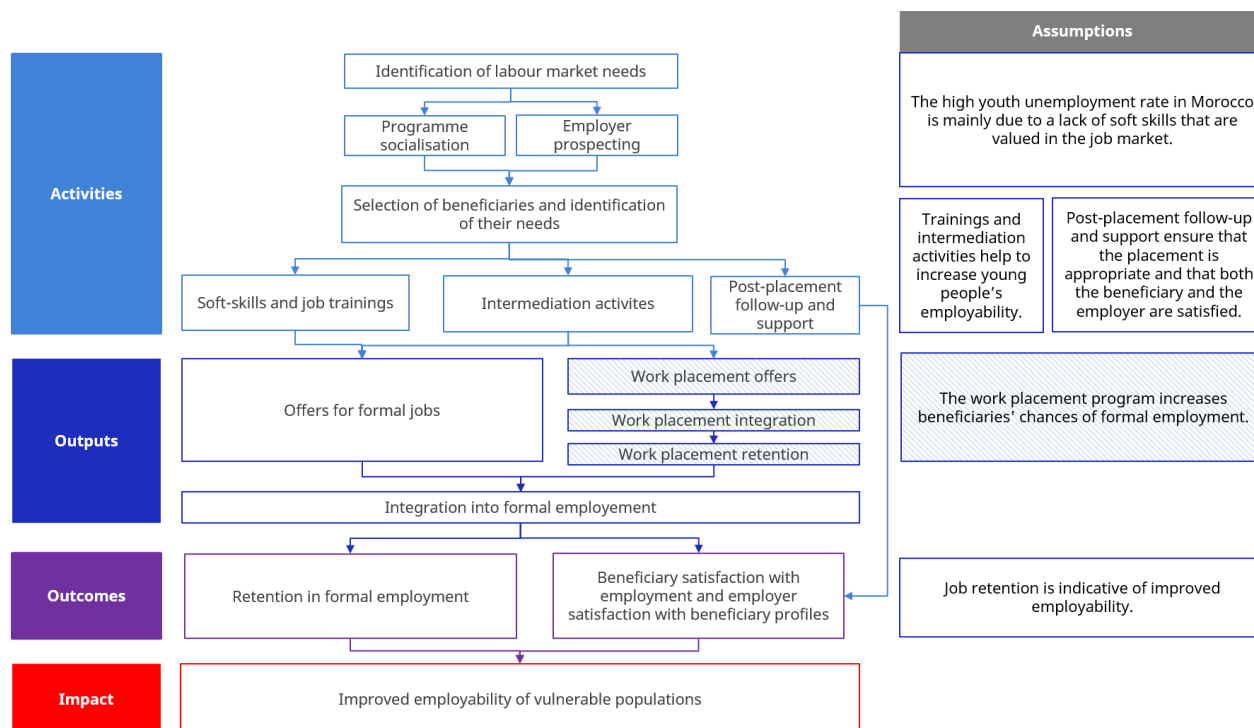 Assumptions
Identification of labour market needs
Programme
socialisation
Employer
prospecting
The high youth unemployment rate in Morocco
is mainly due to a lack of soft skills that are
valued in the job market.
Activities
Selection of beneficiaries and identification
of their needs
Trainings and
intermediation
activities help to
increase young
people’s
employability.
Post-placement follow-up
and support ensure that
the placement is
appropriate and that both
the beneficiary and the
employer are satisfied.
Soft-skills and job trainings
Intermediation activites
Post-placement
follow-up and
support
Outputs
Offers for formal jobs
Work placement offers
Work placement integration
Work placement retention
The work placement program increases
beneficiaries' chances of formal employment.
Integration into formal employement
Outcomes
Retention in formal employment
Beneficiary satisfaction with
employment and employer
satisfaction with beneficiary profiles
Job retention is indicative of improved
employability.
Impact
Improved employability of vulnerable populations